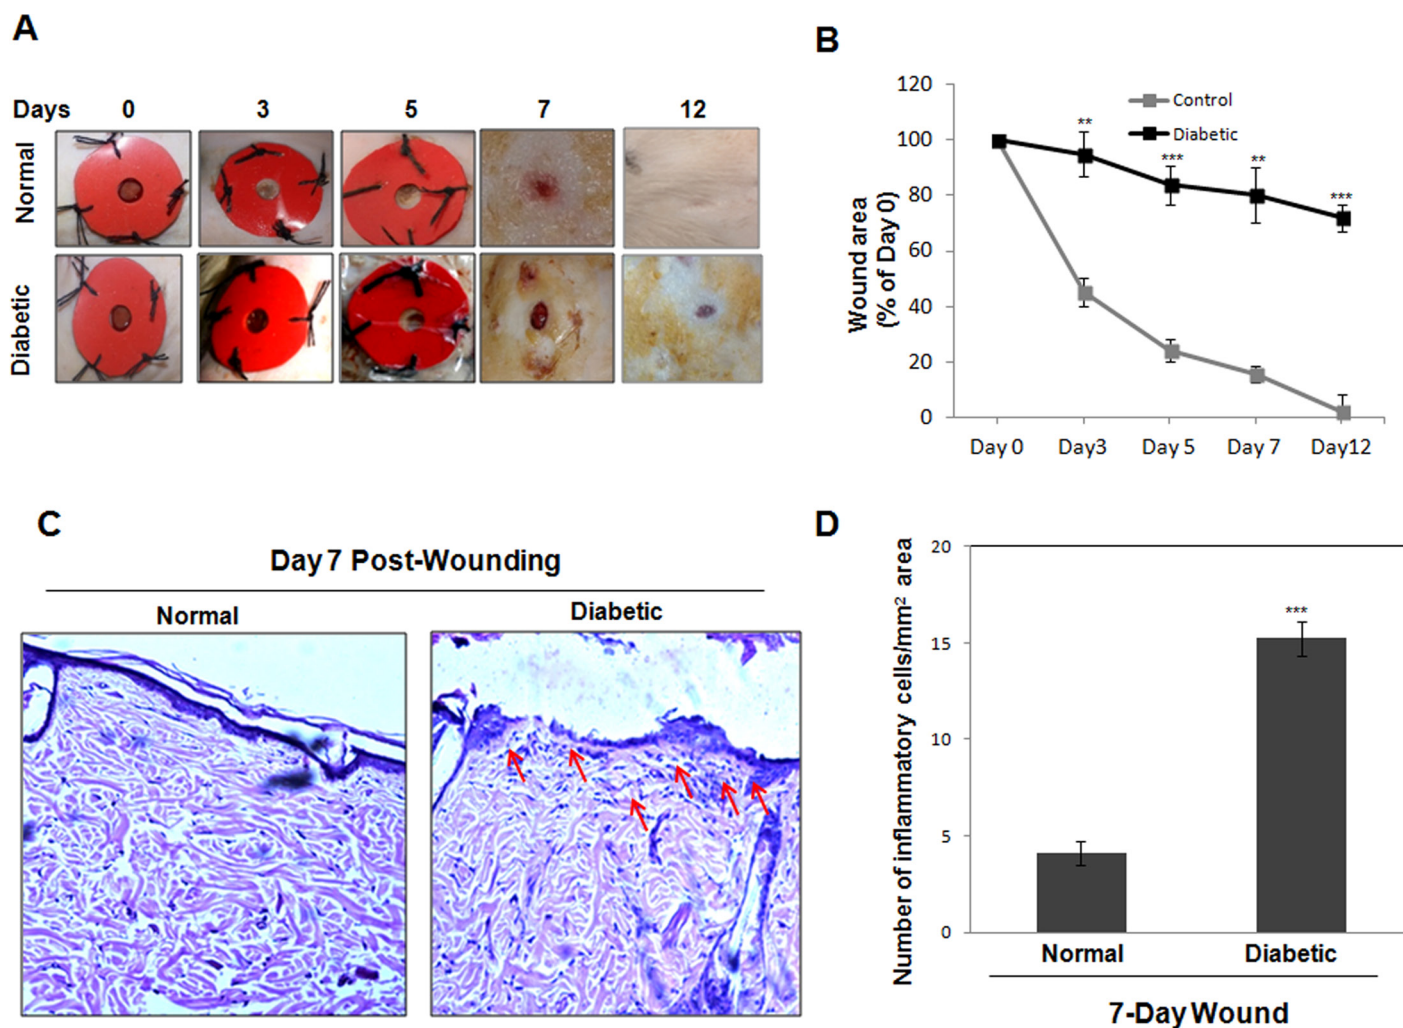 A
Days 0 3 5 7 12
Normal
Diabetic
B
120
100
80
60
40
20
0
Wound area
(% of Day 0)
Control
Diabetic
**
***
**
***
Day 0 Day3 Day 5 Day 7 Day12
C
Day 7 Post-Wounding
Normal Diabetic
D
Number of inflammatory cells/mm² area
20
15
10
5
0
***
Normal Diabetic
7-Day Wound